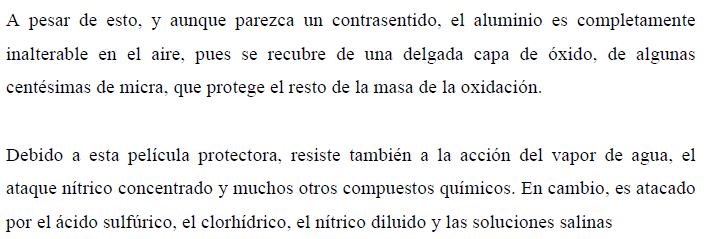 A pesar de esto, y aunque parezca un contrasentido, el aluminio es completamente
inalterable en el aire, pues se recubre de una delgada capa de óxido, de algunas
centésimas de micra, que protege el resto de la masa de la oxidación.
Debido a esta película protectora, resiste también a la acción del vapor de agua, el
ataque nítrico concentrado y muchos otros compuestos químicos. En cambio, es atacado
por el ácido sulfúrico, el clorhídrico, el nítrico diluido y las soluciones salinas